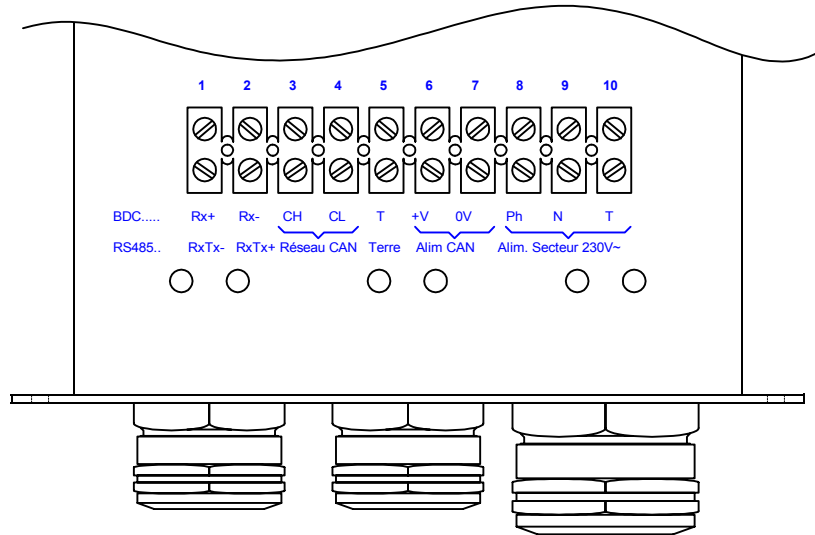 1 2 3 4 5 6 7 8 9 10
BDC..... Rx+ Rx- CH CL T +V 0V Ph N T
RS485.. RxTx- RxTx+ Réseau CAN Terre Alim CAN Alim. Secteur 230V~